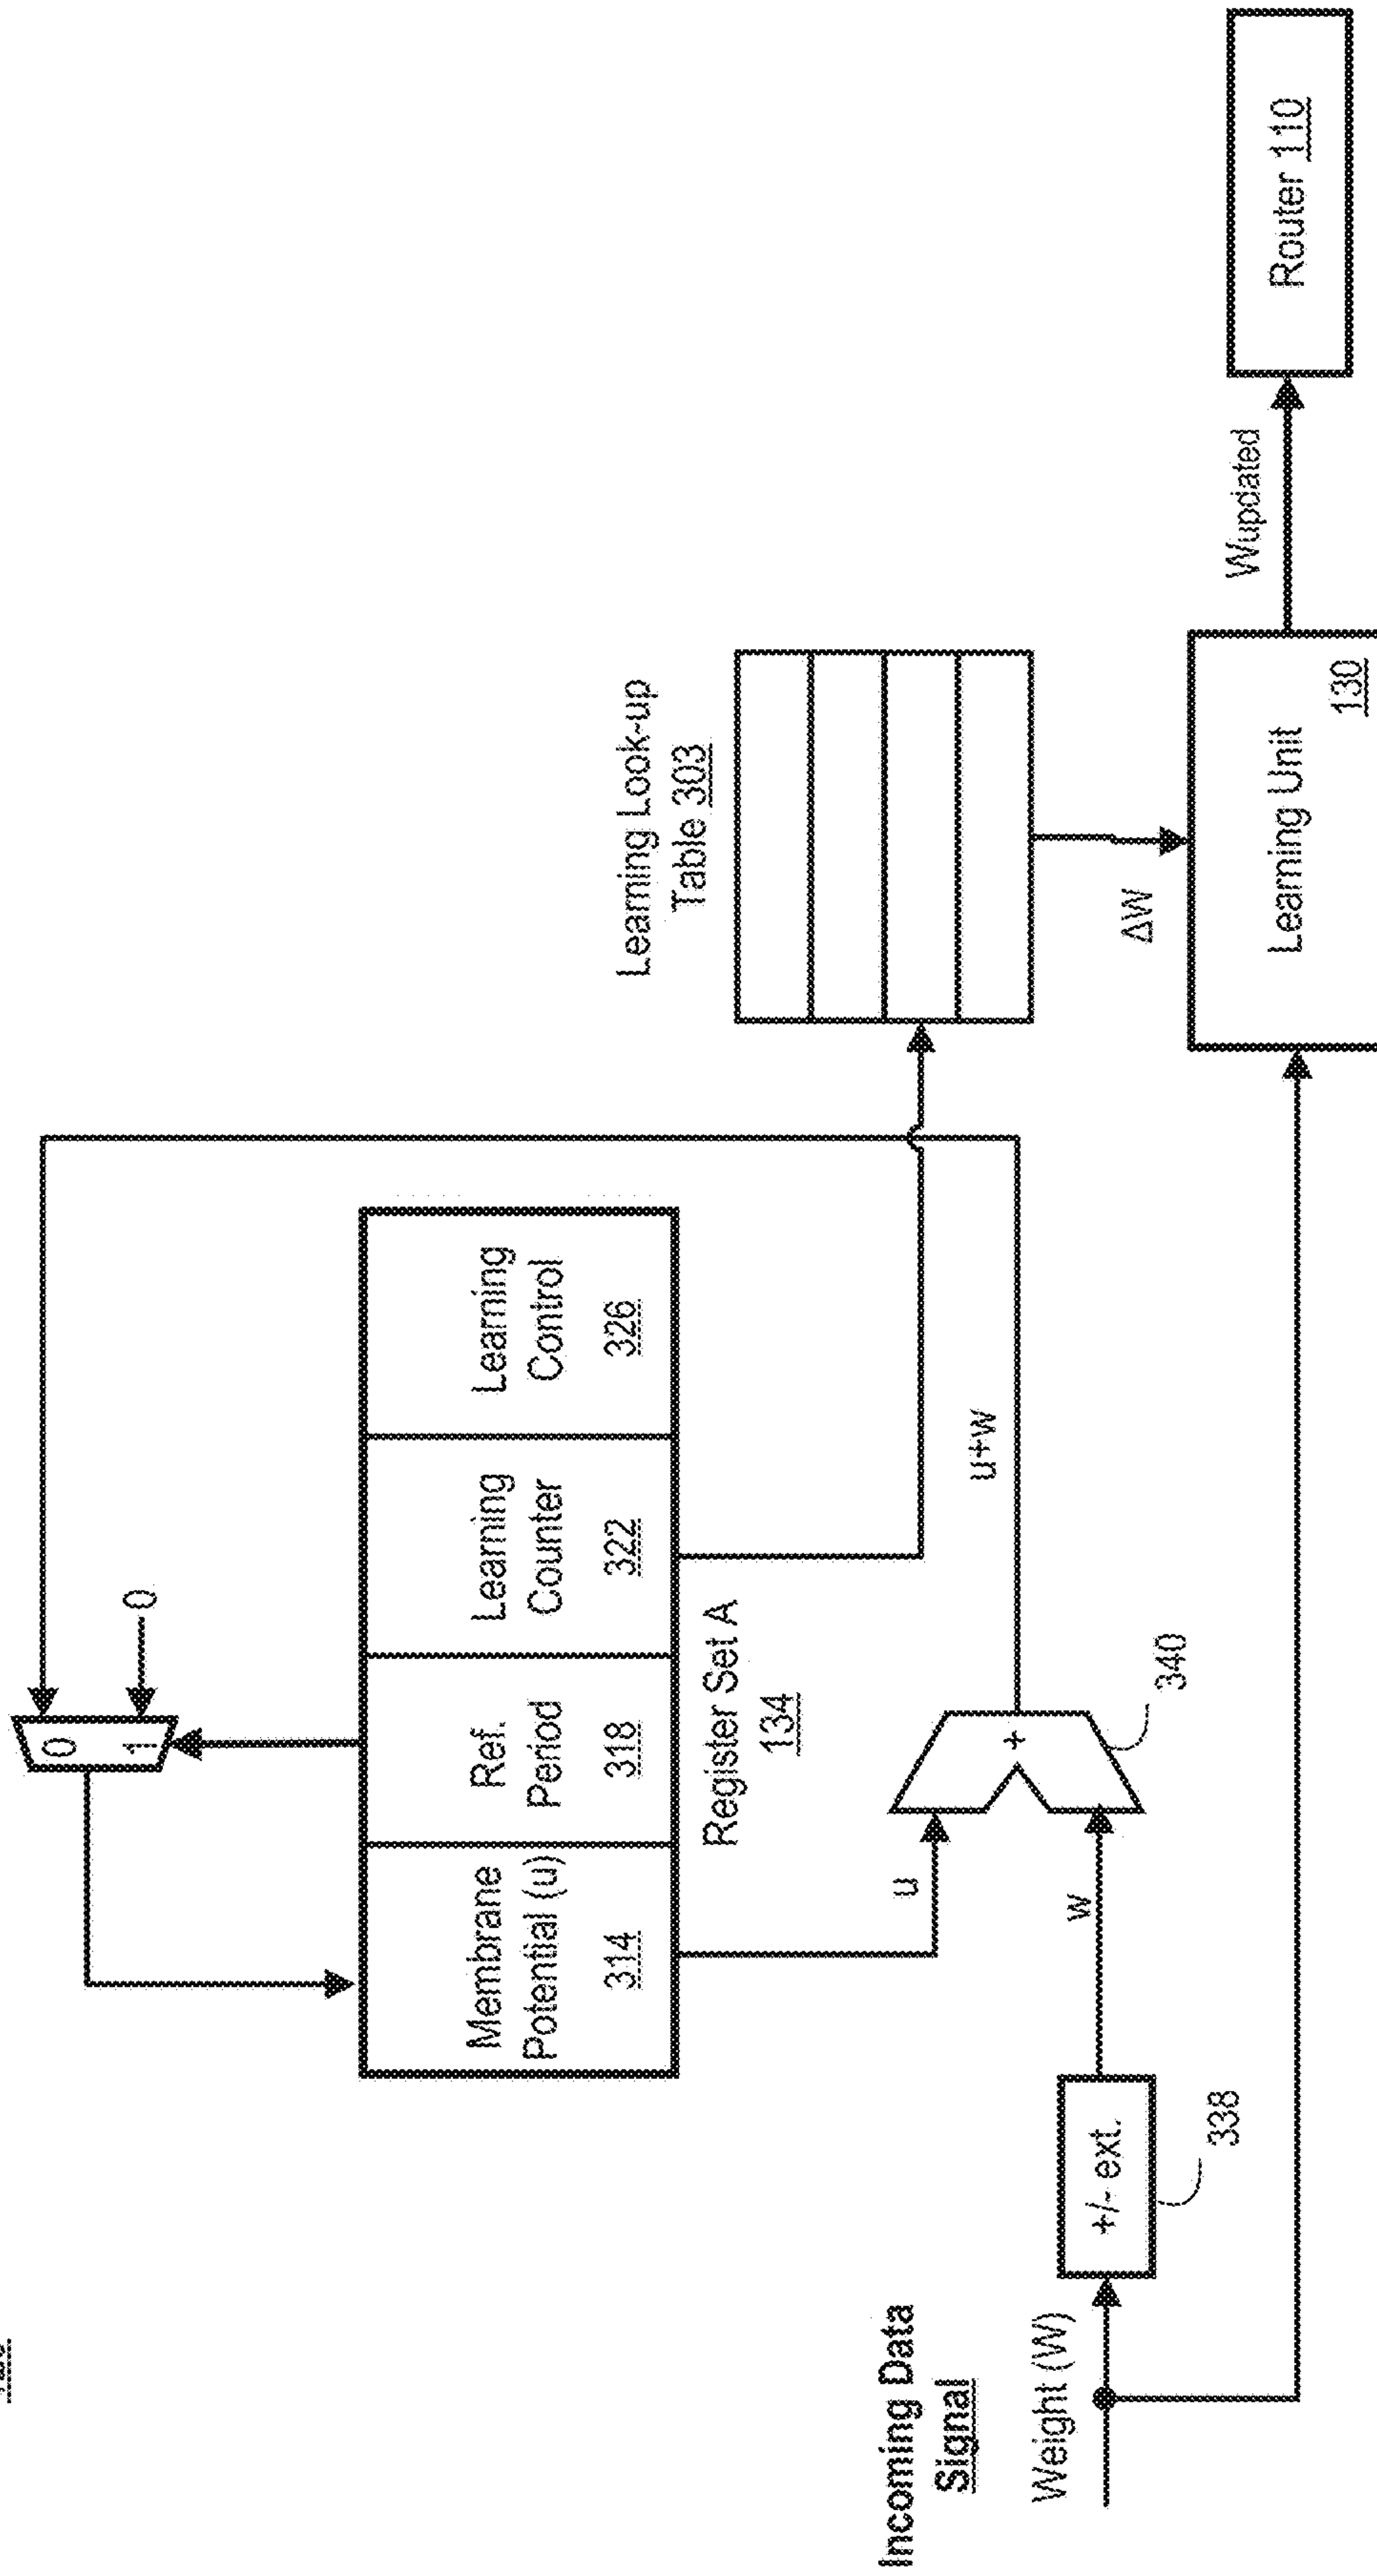 0
1
0
Membrane
Potential (u)
314
Ref.
Period
318
Learning
Counter
322
Learning
Control
326
Register Set A
134
Learning Look-up
Table 303
u
w
+
340
u+w
Incoming Data
Signal
Weight (W)
+/- ext.
338
ΔW
Learning Unit
130
Wupdated
Router 110